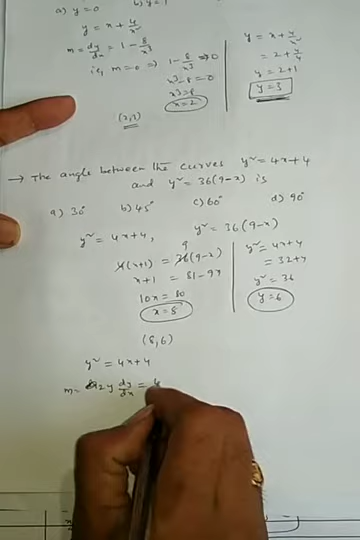 a) y=0 b) y=1
y = x + 4/x²
m = dy/dx = 1 - 8/x³
m=0 ⇒ 1 - 8/x³ ⇒ 0
x³-8 = 0
x³=8
x=2
y = x + 4/x²
= 2 + 4/4
y = 2+1
y = 3
(2,3)
→ The angle between the curves y² = 4x+4
and y² = 36(9-x) is
a) 30° b) 45° c) 60° d) 90°
y² = 4x+4, y² = 36(9-x)
4(x+1) = 36(9-x)
9
x+1 = 81-9x
10x = 80
x = 8
y² = 4x+4
= 32+4
y² = 36
y = 6
(8,6)
y² = 4x+4
m = 2y dy/dx =